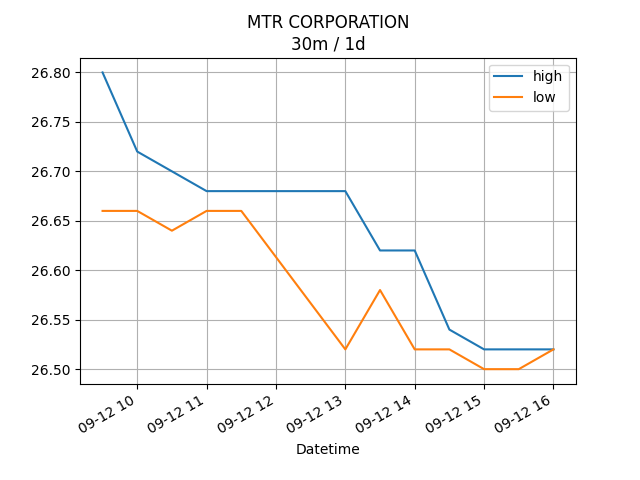 MTR CORPORATION
30m / 1d
high
low
26.80
26.75
26.70
26.65
26.60
26.55
26.50
09-12 10
09-12 11
09-12 12
09-12 13
09-12 14
09-12 15
09-12 16
Datetime